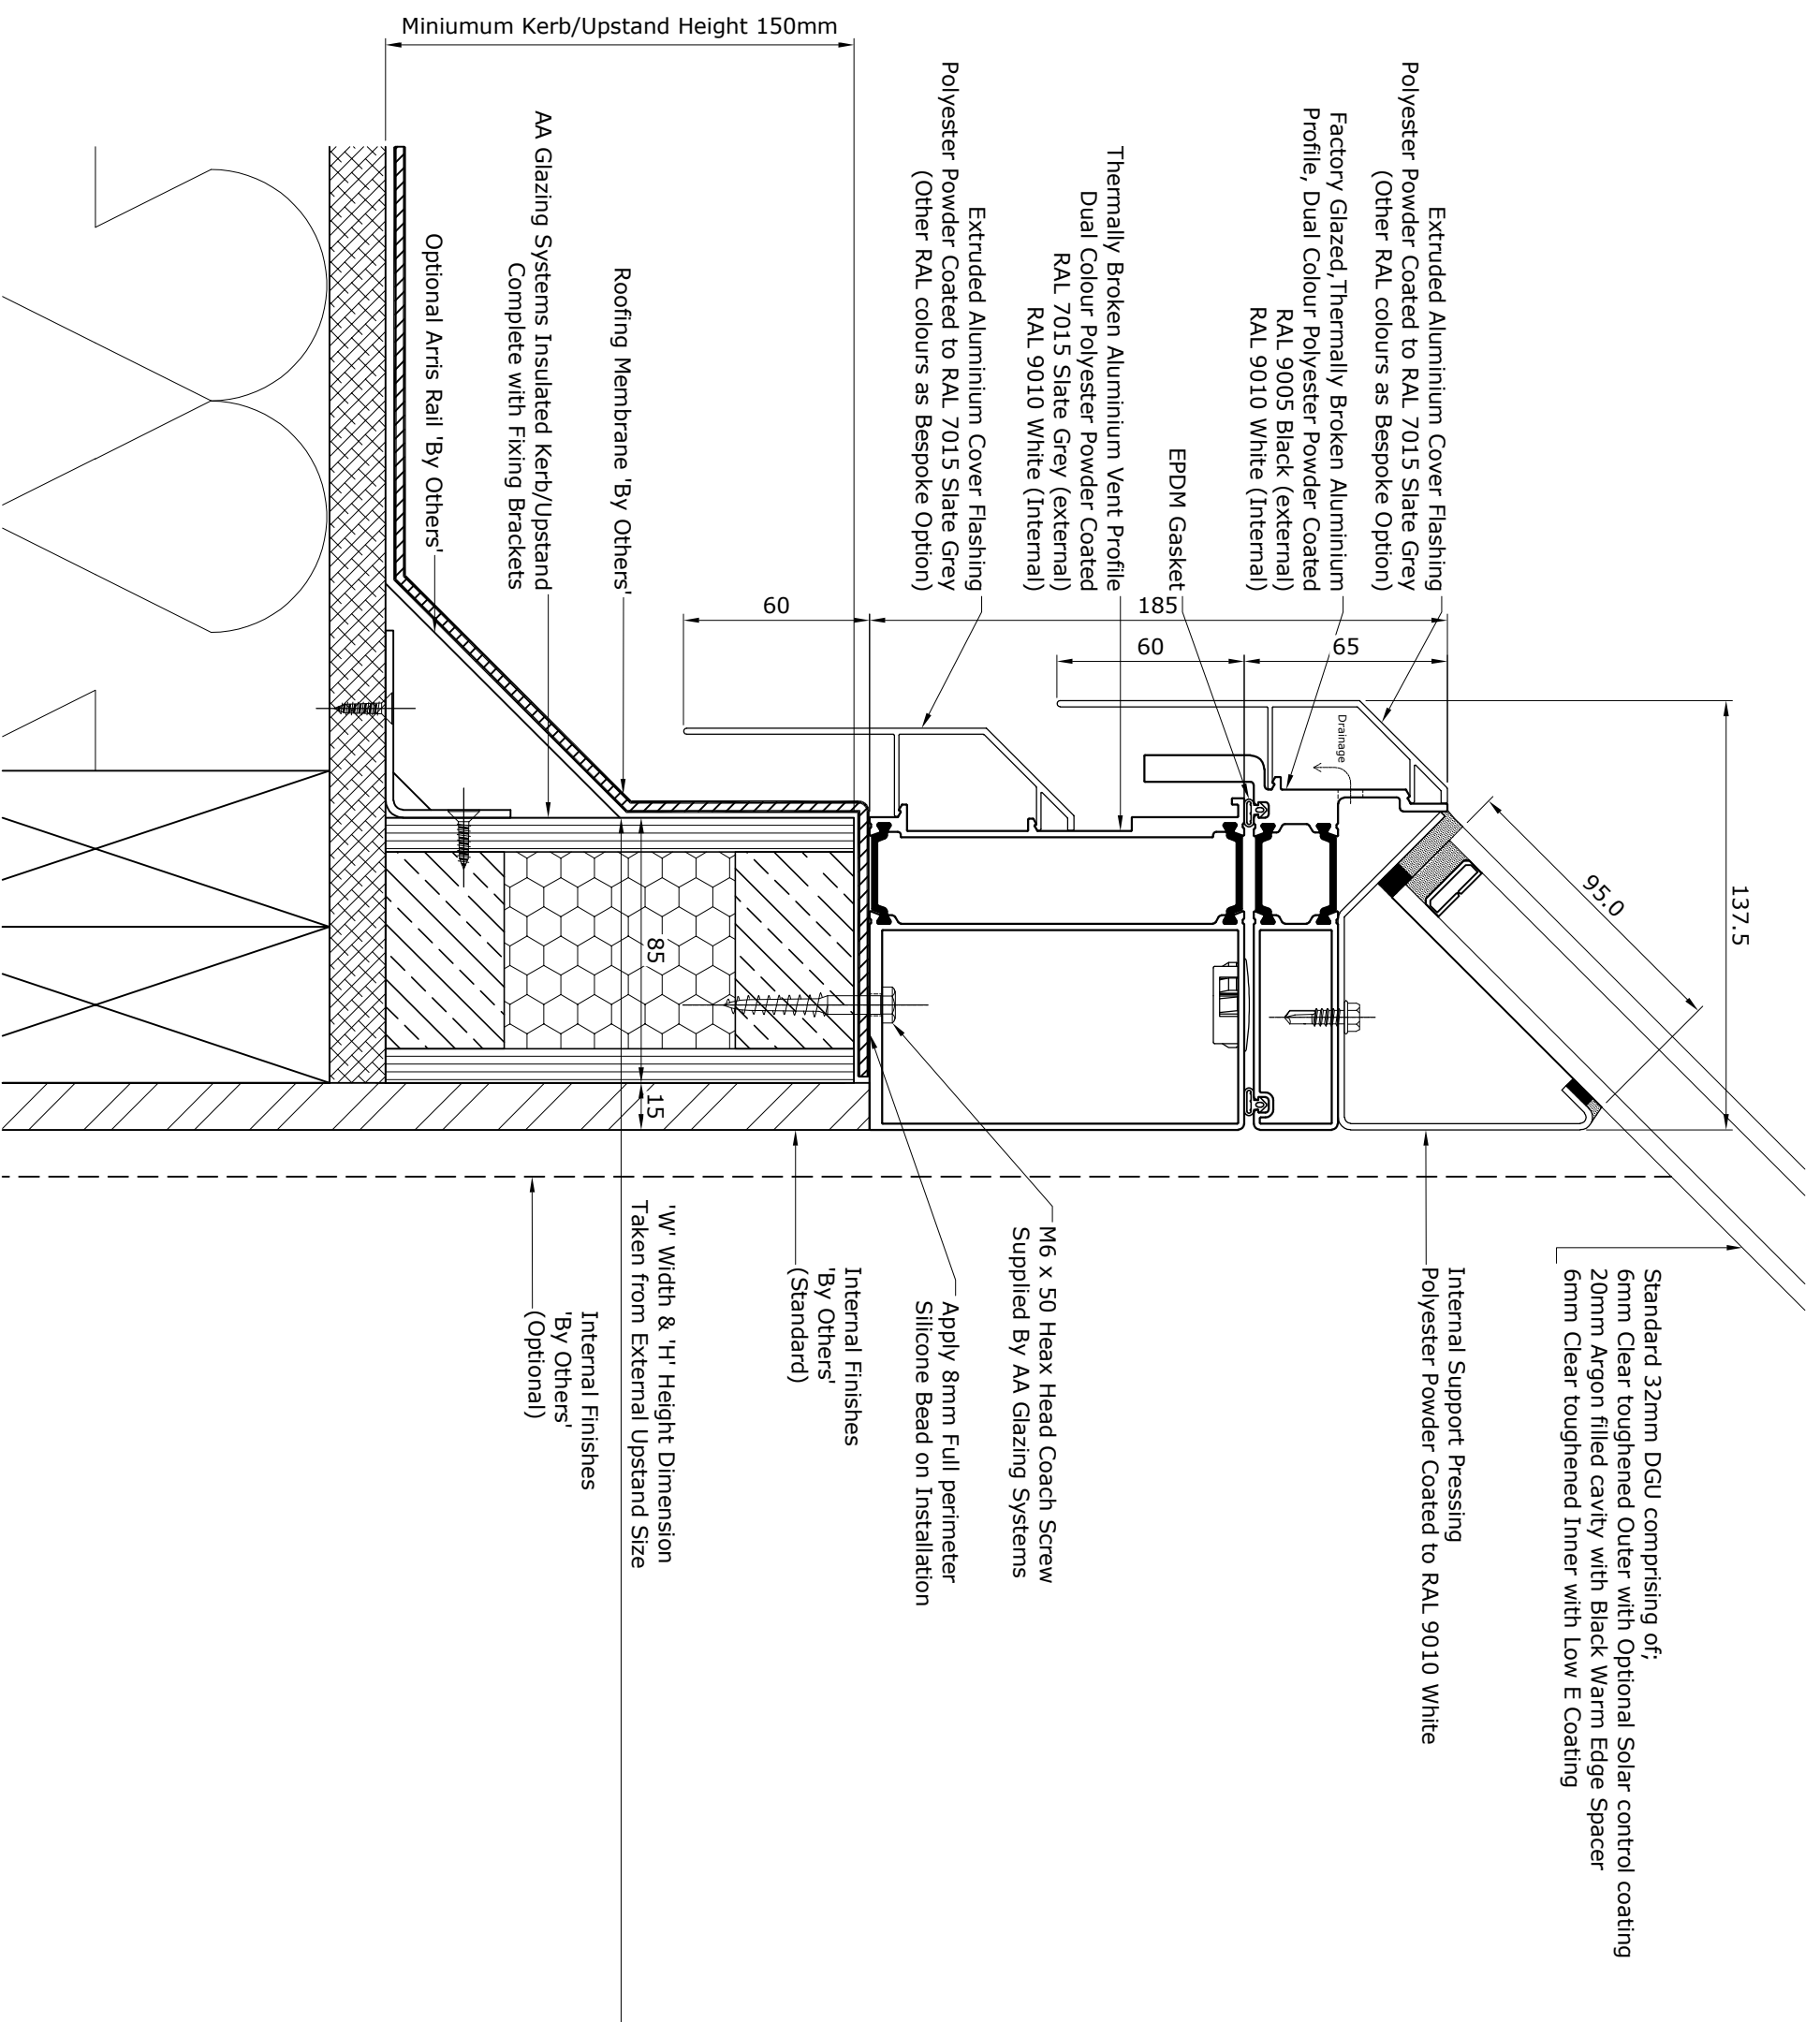 Miniumum Kerb/Upstand Height 150mm
Extruded Aluminium Cover Flashing
Polyester Powder Coated to RAL 7015 Slate Grey
(Other RAL colours as Bespoke Option)
Factory Glazed,Thermally Broken Aluminium
Profile, Dual Colour Polyester Powder Coated
RAL 9005 Black (external)
RAL 9010 White (Internal)
EPDM Gasket
Thermally Broken Aluminium Vent Profile
Dual Colour Polyester Powder Coated
RAL 7015 Slate Grey (external)
RAL 9010 White (Internal)
Extruded Aluminium Cover Flashing
Polyester Powder Coated to RAL 7015 Slate Grey
(Other RAL colours as Bespoke Option)
Roofing Membrane 'By Others'
AA Glazing Systems Insulated Kerb/Upstand
Complete with Fixing Brackets
Optional Arris Rail 'By Others'
60
185
60
65
Drainage
137.5
95.0
85
15
Standard 32mm DGU comprising of;
6mm Clear toughened Outer with Optional Solar control coating
20mm Argon filled cavity with Black Warm Edge Spacer
6mm Clear toughened Inner with Low E Coating
Internal Support Pressing
Polyester Powder Coated to RAL 9010 White
M6 x 50 Heax Head Coach Screw
Supplied By AA Glazing Systems
Apply 8mm Full perimeter
Silicone Bead on Installation
Internal Finishes
'By Others'
(Standard)
'W' Width & 'H' Height Dimension
Taken from External Upstand Size
Internal Finishes
'By Others'
(Optional)